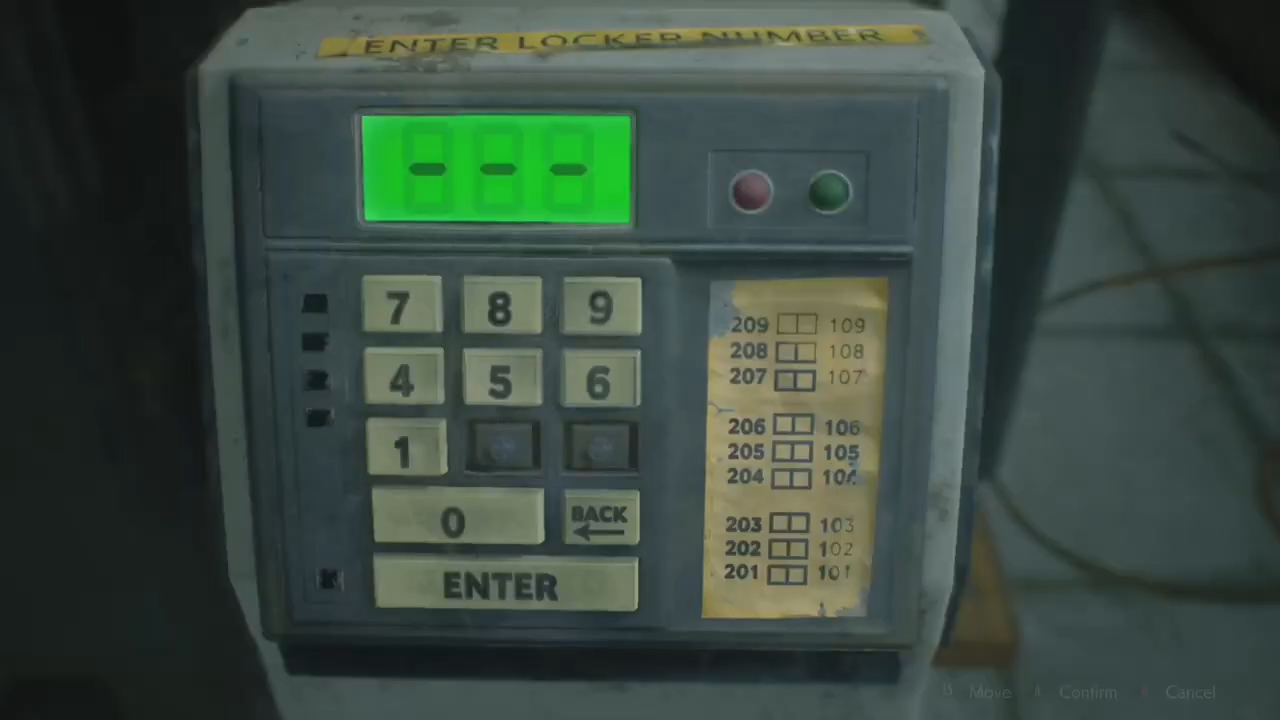 ENTER LOCKER NUMBER
- - -
7 8 9
4 5 6
1
0 BACK
ENTER
209 109
208 108
207 107
206 106
205 105
204 104
203 103
202 102
201 101
Move Confirm Cancel